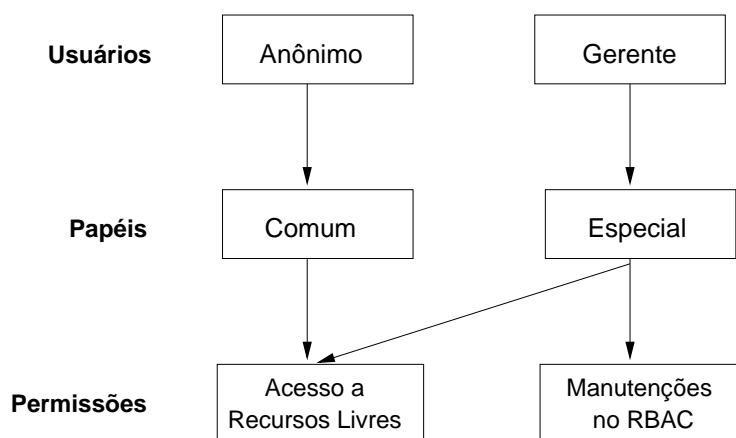 Usuários
Anônimo
Gerente
Papéis
Comum
Especial
Permissões
Acesso a
Recursos Livres
Manutenções
no RBAC